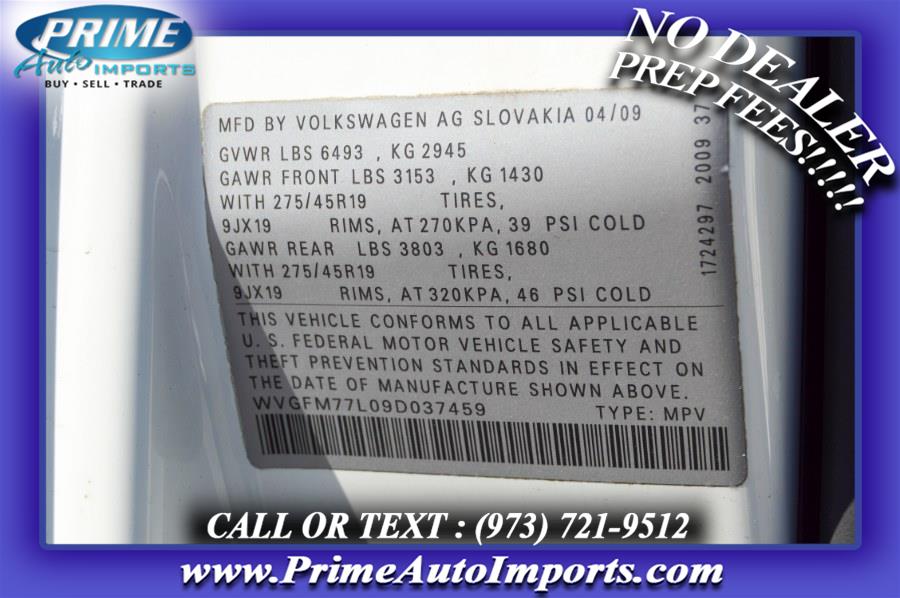 PRIME
Auto IMPORTS
BUY • SELL • TRADE
NO DEALER
PREP FEES!!!!!
MFD BY VOLKSWAGEN AG SLOVAKIA 04/09
GVWR LBS 6493 , KG 2945
GAWR FRONT LBS 3153 , KG 1430
WITH 275/45R19 TIRES,
9JX19 RIMS, AT 270KPA, 39 PSI COLD
GAWR REAR LBS 3803 , KG 1680
WITH 275/45R19 TIRES,
9JX19 RIMS, AT 320KPA, 46 PSI COLD
THIS VEHICLE CONFORMS TO ALL APPLICABLE
U. S. FEDERAL MOTOR VEHICLE SAFETY AND
THEFT PREVENTION STANDARDS IN EFFECT ON
THE DATE OF MANUFACTURE SHOWN ABOVE.
WVGFM77L09D037459 TYPE: MPV
1724297 2009 37
CALL OR TEXT : (973) 721-9512
www.PrimeAutoImports.com